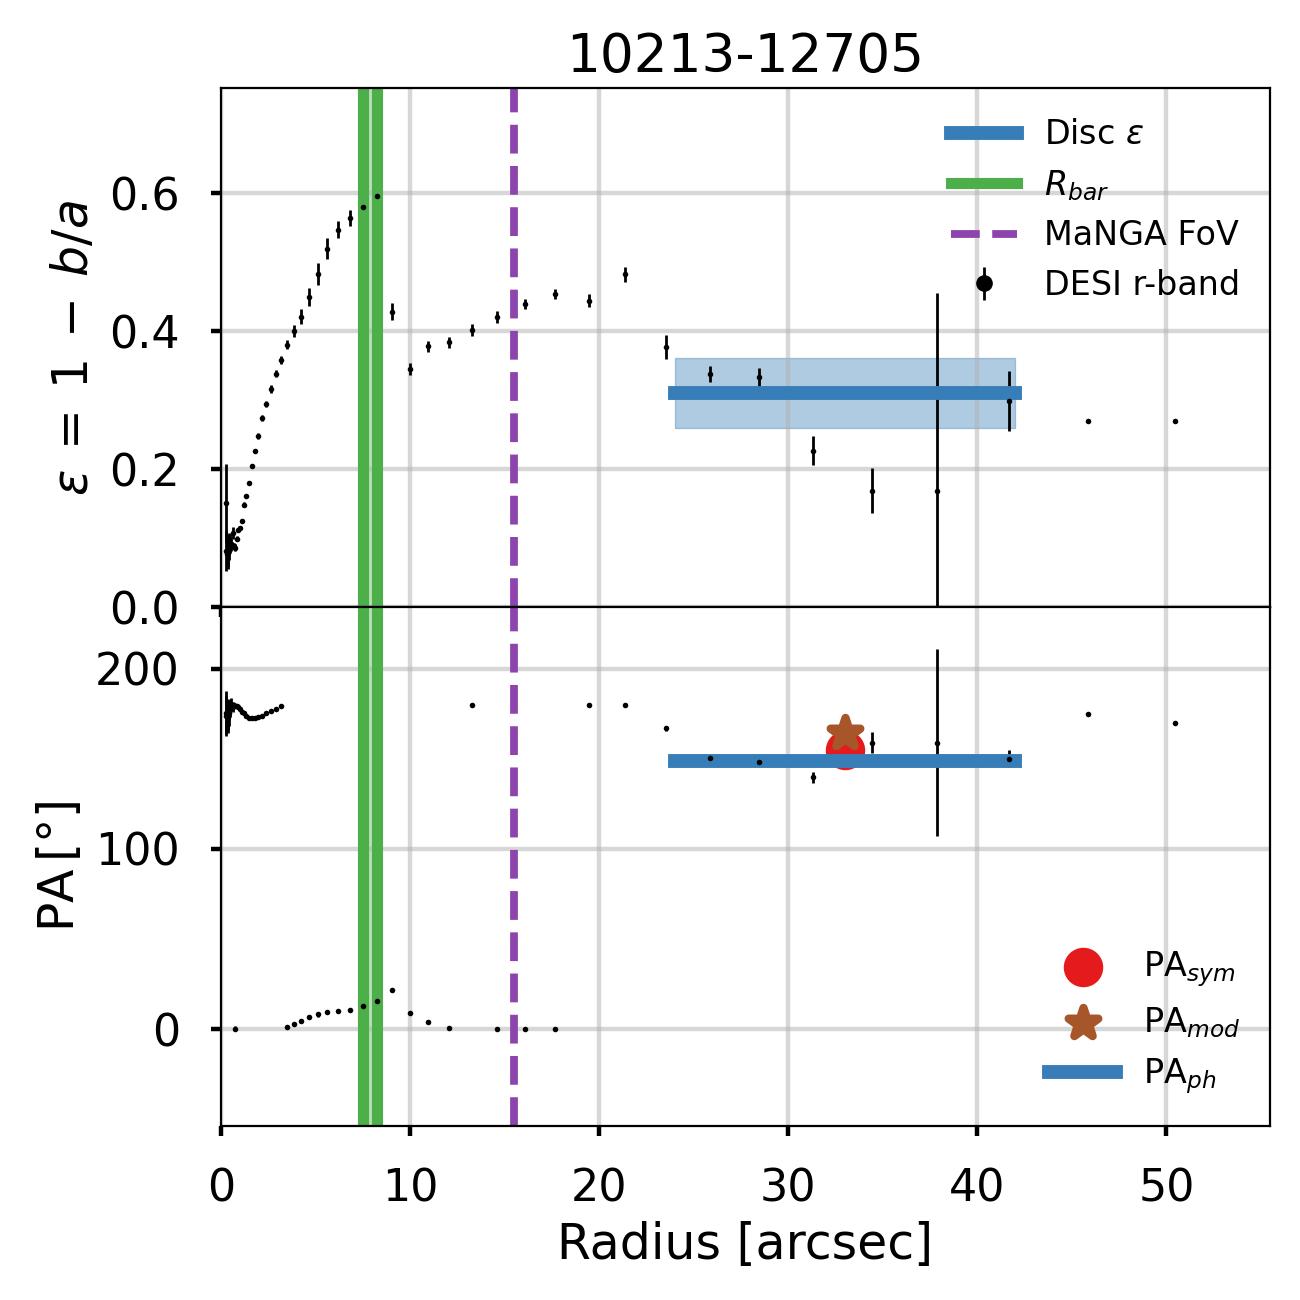 10213-12705
ε = 1 − b/a
0.6
0.4
0.2
0.0
Disc ε
R_bar
MaNGA FoV
DESI r-band
PA [°]
200
100
0
PA_sym
PA_mod
PA_ph
0 10 20 30 40 50
Radius [arcsec]